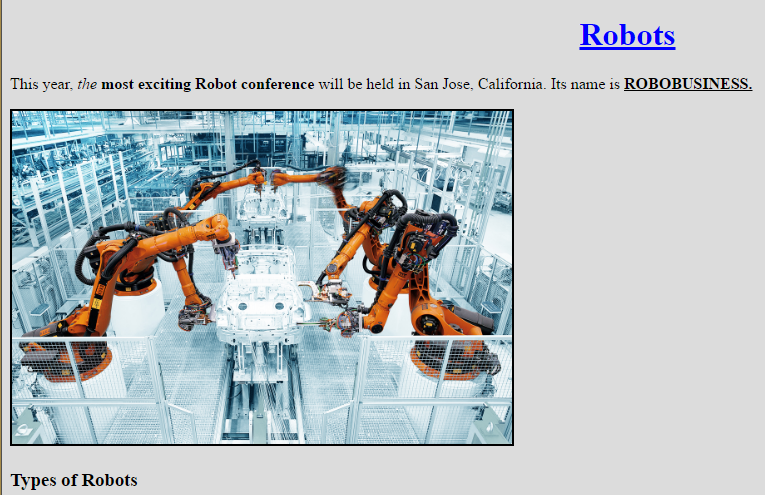 Robots
This year, the most exciting Robot conference will be held in San Jose, California. Its name is ROBOBUSINESS.
Types of Robots